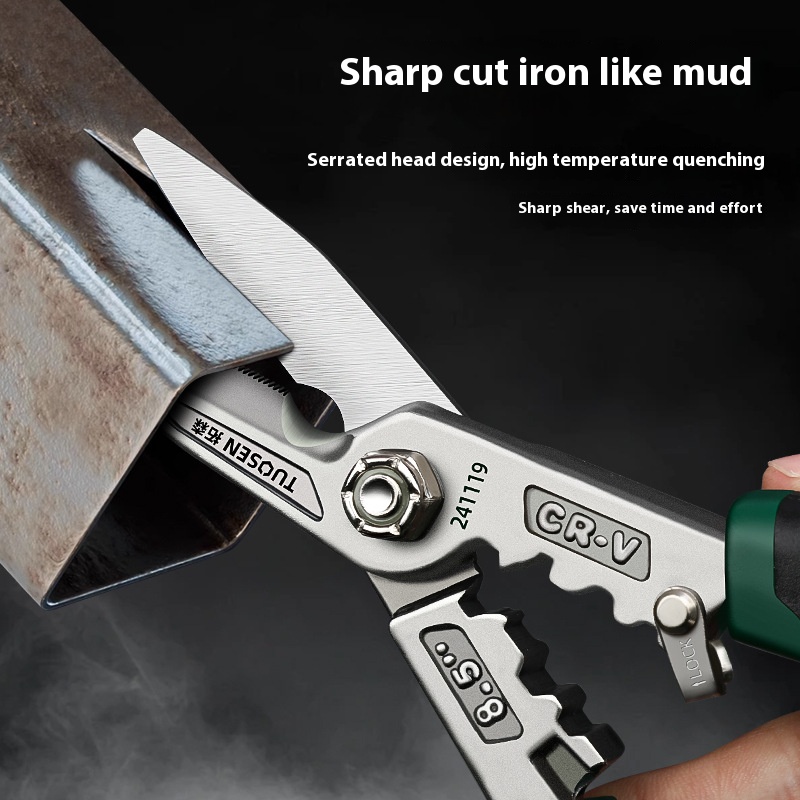 Sharp cut iron like mud
Serrated head design, high temperature quenching
Sharp shear, save time and effort
TUOSEN 拓森
241119
CR-V
LOCK
8.5"